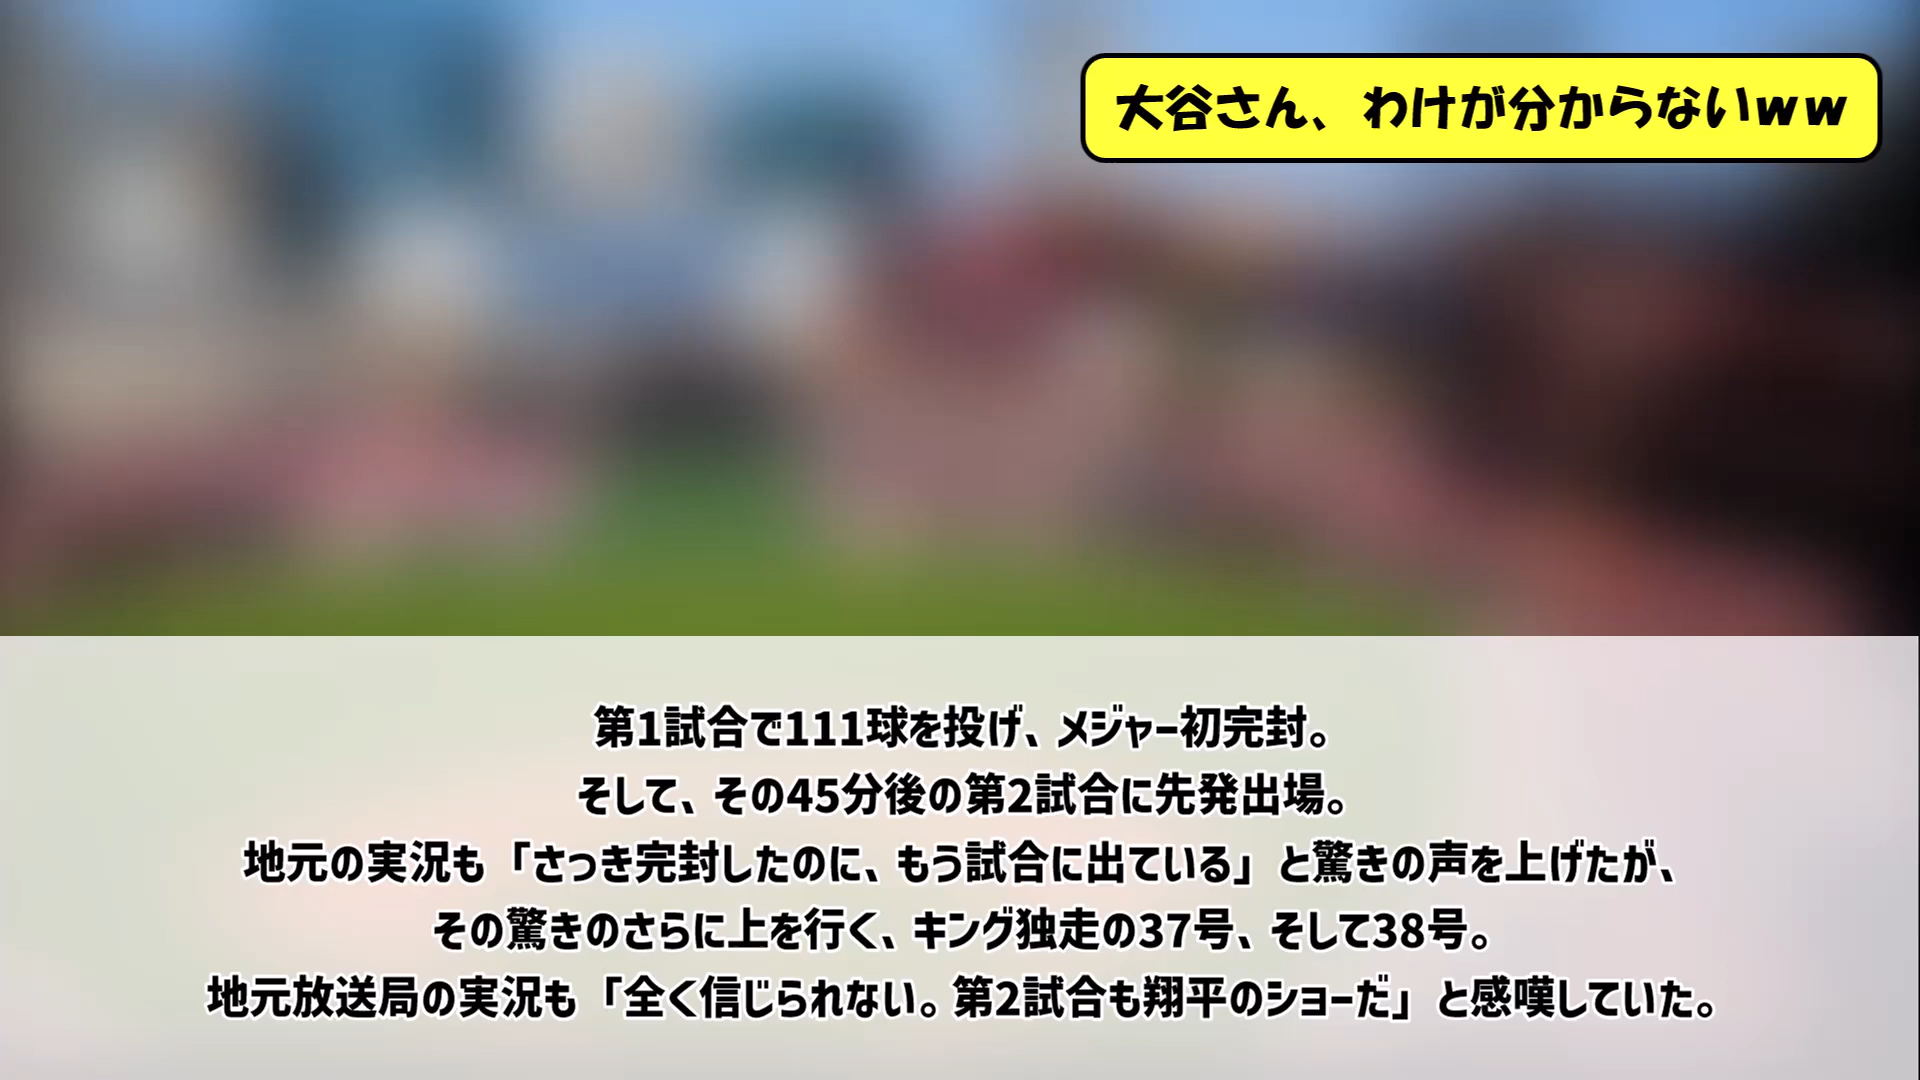 大谷さん、わけが分からないｗｗ
第1試合で111球を投げ、メジャー初完封。
そして、その45分後の第2試合に先発出場。
地元の実況も「さっき完封したのに、もう試合に出ている」と驚きの声を上げたが、
その驚きのさらに上を行く、キング独走の37号、そして38号。
地元放送局の実況も「全く信じられない。第2試合も翔平のショーだ」と感嘆していた。